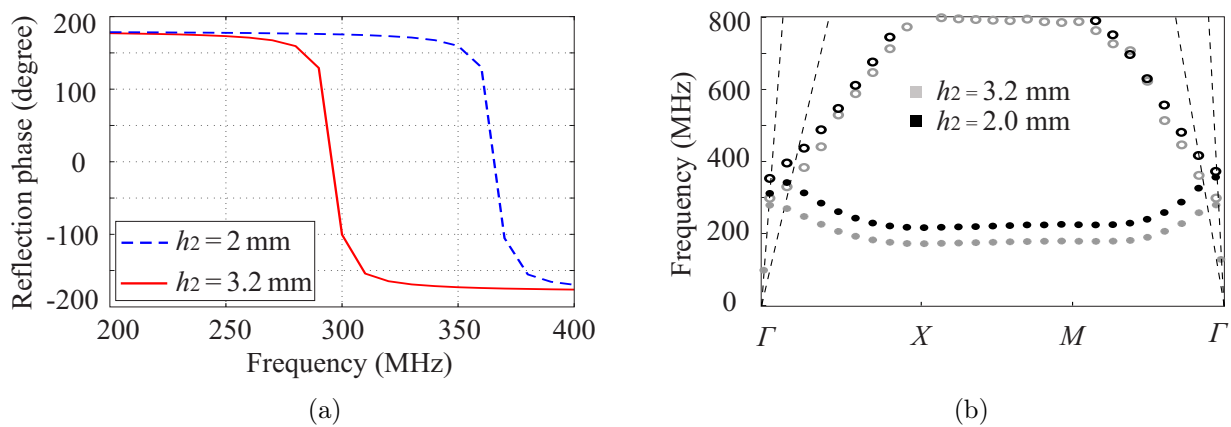 Reflection phase (degree)
200
100
0
-100
-200
h2 = 2 mm
h2 = 3.2 mm
200
250
300
350
400
Frequency (MHz)
(a)
Frequency (MHz)
800
600
400
200
0
h2 = 3.2 mm
h2 = 2.0 mm
Γ
X
M
Γ
(b)